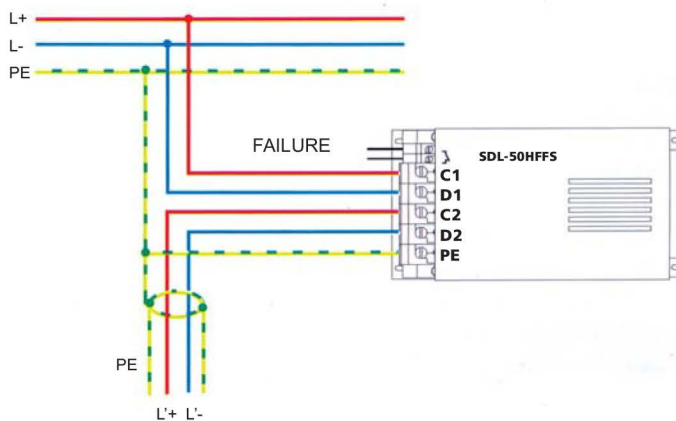 L+
L-
PE
FAILURE
SDL-50HFFS
C1
D1
C2
D2
PE
PE
L'+ L'-